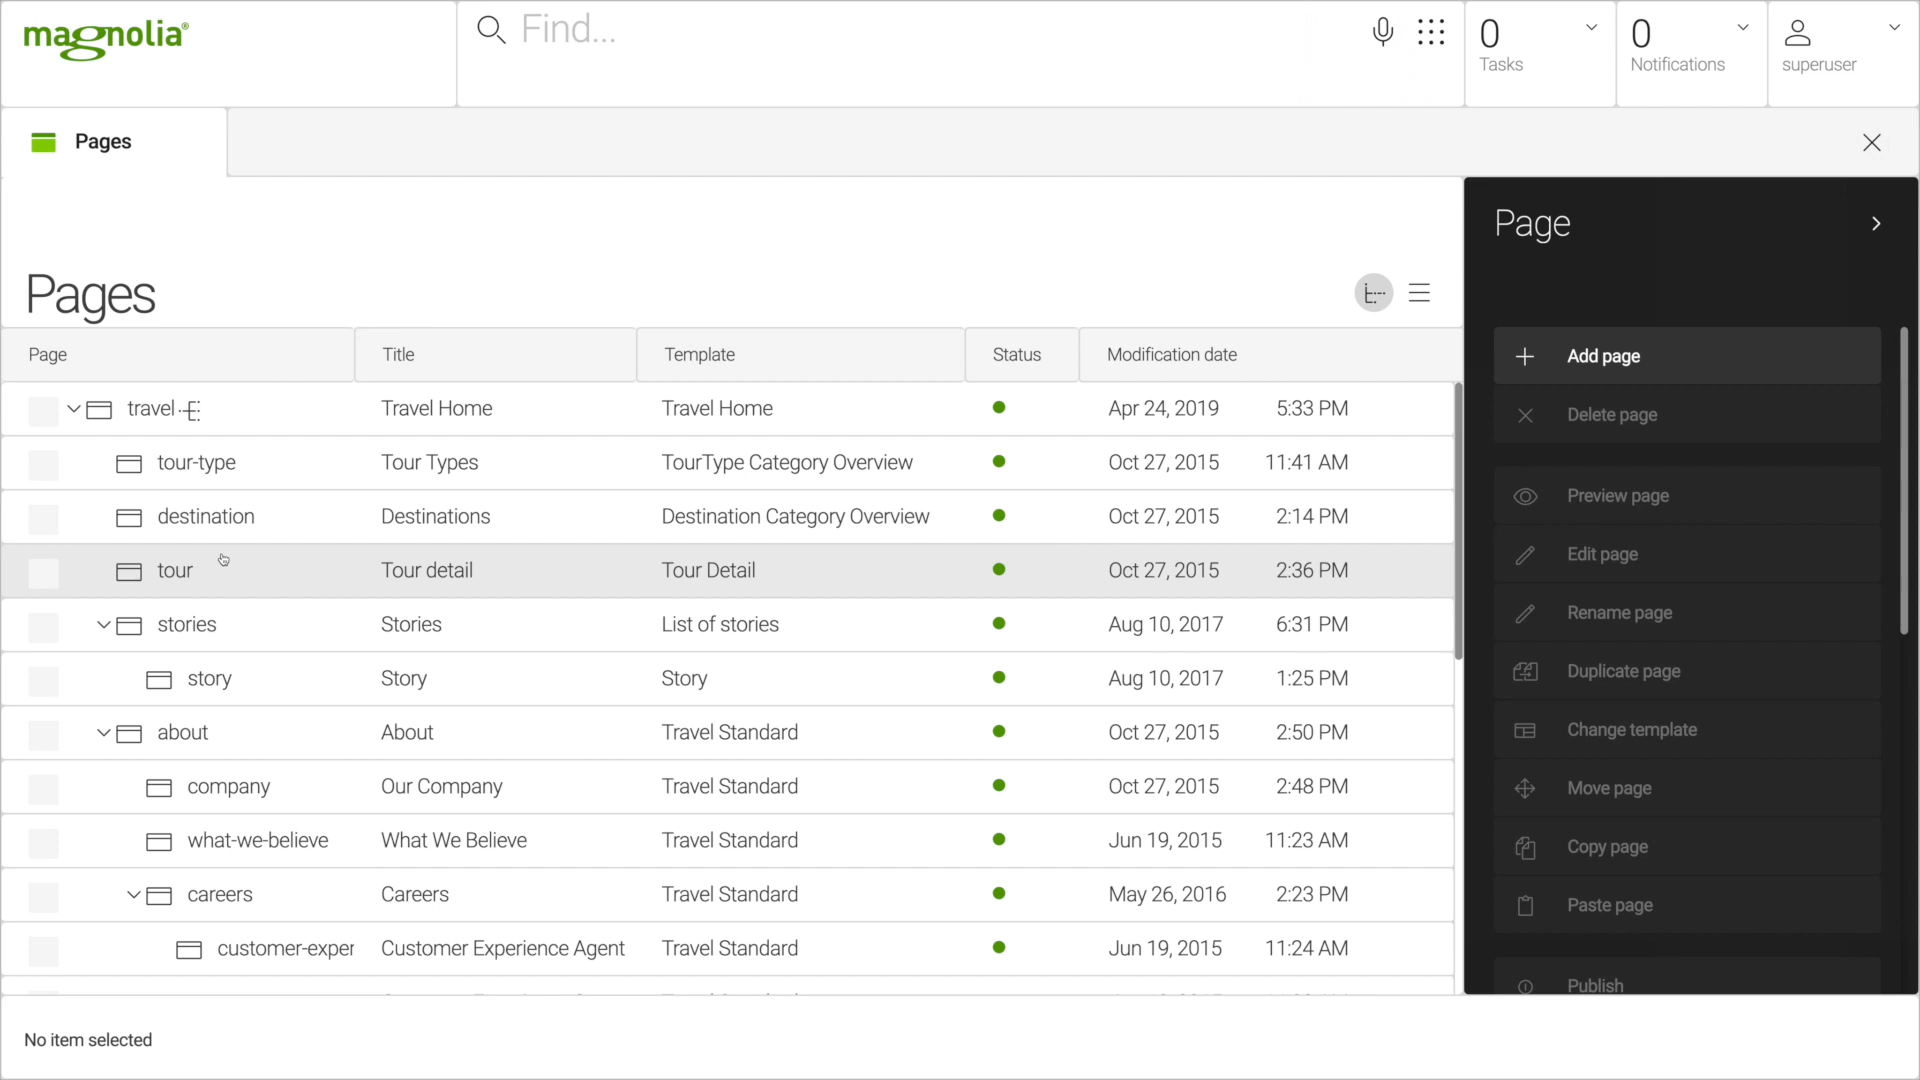 magnolia®
Find...
0
Tasks
0
Notifications
superuser
Pages
Pages
Page Title Template Status Modification date
travel Travel Home Travel Home Apr 24, 2019 5:33 PM
tour-type Tour Types TourType Category Overview Oct 27, 2015 11:41 AM
destination Destinations Destination Category Overview Oct 27, 2015 2:14 PM
tour Tour detail Tour Detail Oct 27, 2015 2:36 PM
stories Stories List of stories Aug 10, 2017 6:31 PM
story Story Story Aug 10, 2017 1:25 PM
about About Travel Standard Oct 27, 2015 2:50 PM
company Our Company Travel Standard Oct 27, 2015 2:48 PM
what-we-believe What We Believe Travel Standard Jun 19, 2015 11:23 AM
careers Careers Travel Standard May 26, 2016 2:23 PM
customer-exper Customer Experience Agent Travel Standard Jun 19, 2015 11:24 AM
Page
Add page
Delete page
Preview page
Edit page
Rename page
Duplicate page
Change template
Move page
Copy page
Paste page
Publish
No item selected